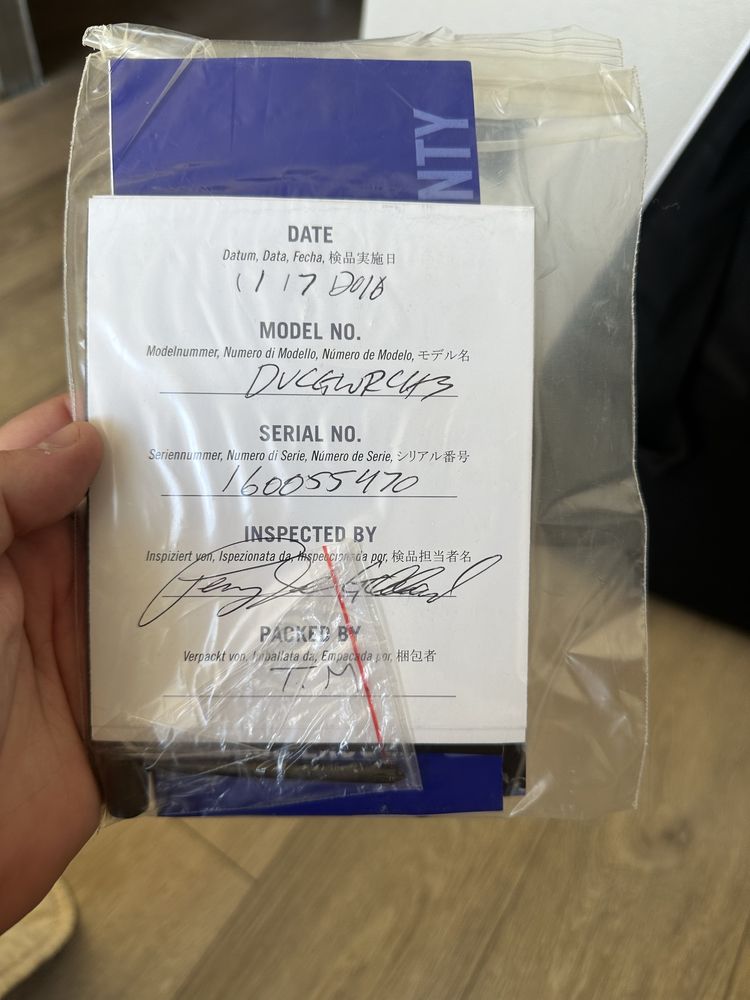 NTY
DATE
Datum, Data, Fecha, 検品実施日
11 17 2016
MODEL NO.
Modelnummer, Numero di Modello, Número de Modelo, モデル名
DVCGWRCH3
SERIAL NO.
Seriennummer, Numero di Serie, Número de Serie, シリアル番号
160055470
INSPECTED BY
Inspiziert von, Ispezionata da, Inspeccionada por, 検品担当者名
PACKED BY
Verpackt von, Imballata da, Empacada por, 梱包者
T.M